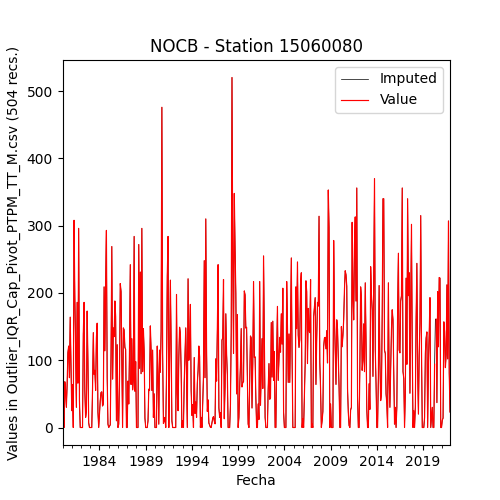 NOCB - Station 15060080
Values in Outlier_IQR_Cap_Pivot_PTPM_TT_M.csv (504 recs.)
500
400
300
200
100
0
Imputed
Value
1984 1989 1994 1999 2004 2009 2014 2019
Fecha